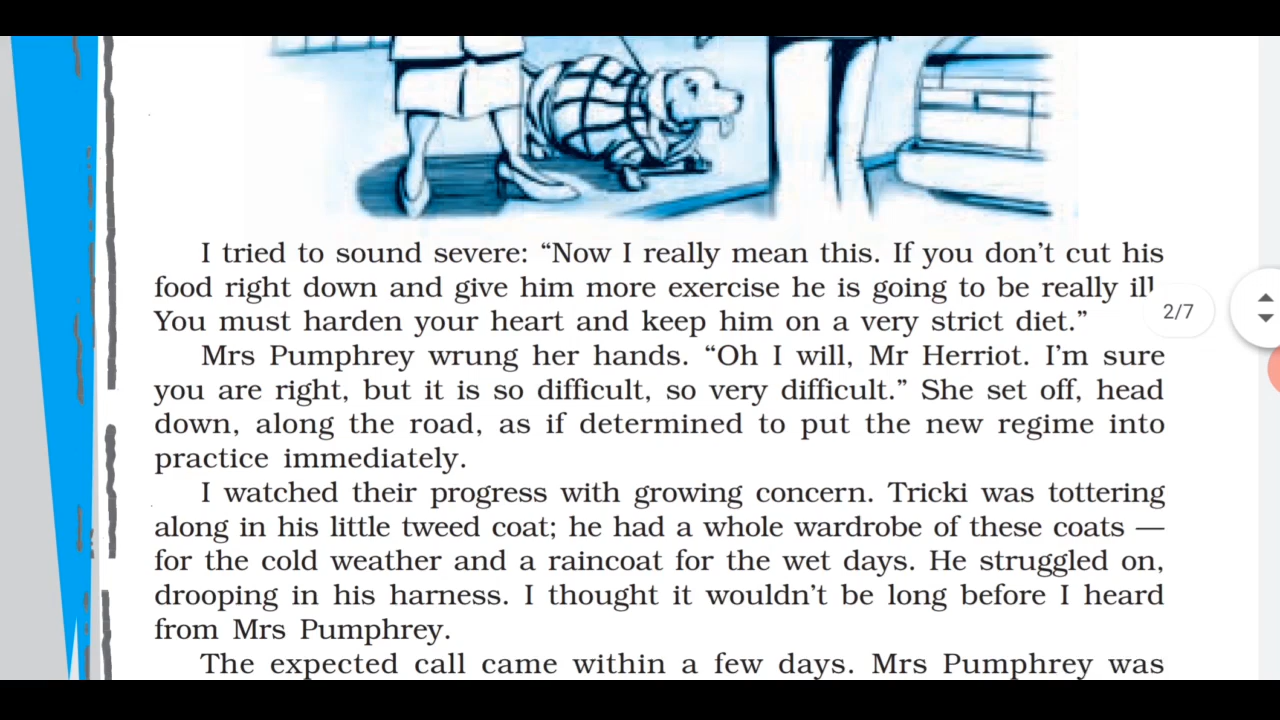 I tried to sound severe: “Now I really mean this. If you don’t cut his
food right down and give him more exercise he is going to be really ill
You must harden your heart and keep him on a very strict diet.”
2/7
Mrs Pumphrey wrung her hands. “Oh I will, Mr Herriot. I’m sure
you are right, but it is so difficult, so very difficult.” She set off, head
down, along the road, as if determined to put the new regime into
practice immediately.
I watched their progress with growing concern. Tricki was tottering
along in his little tweed coat; he had a whole wardrobe of these coats —
for the cold weather and a raincoat for the wet days. He struggled on,
drooping in his harness. I thought it wouldn’t be long before I heard
from Mrs Pumphrey.
The expected call came within a few days. Mrs Pumphrey was